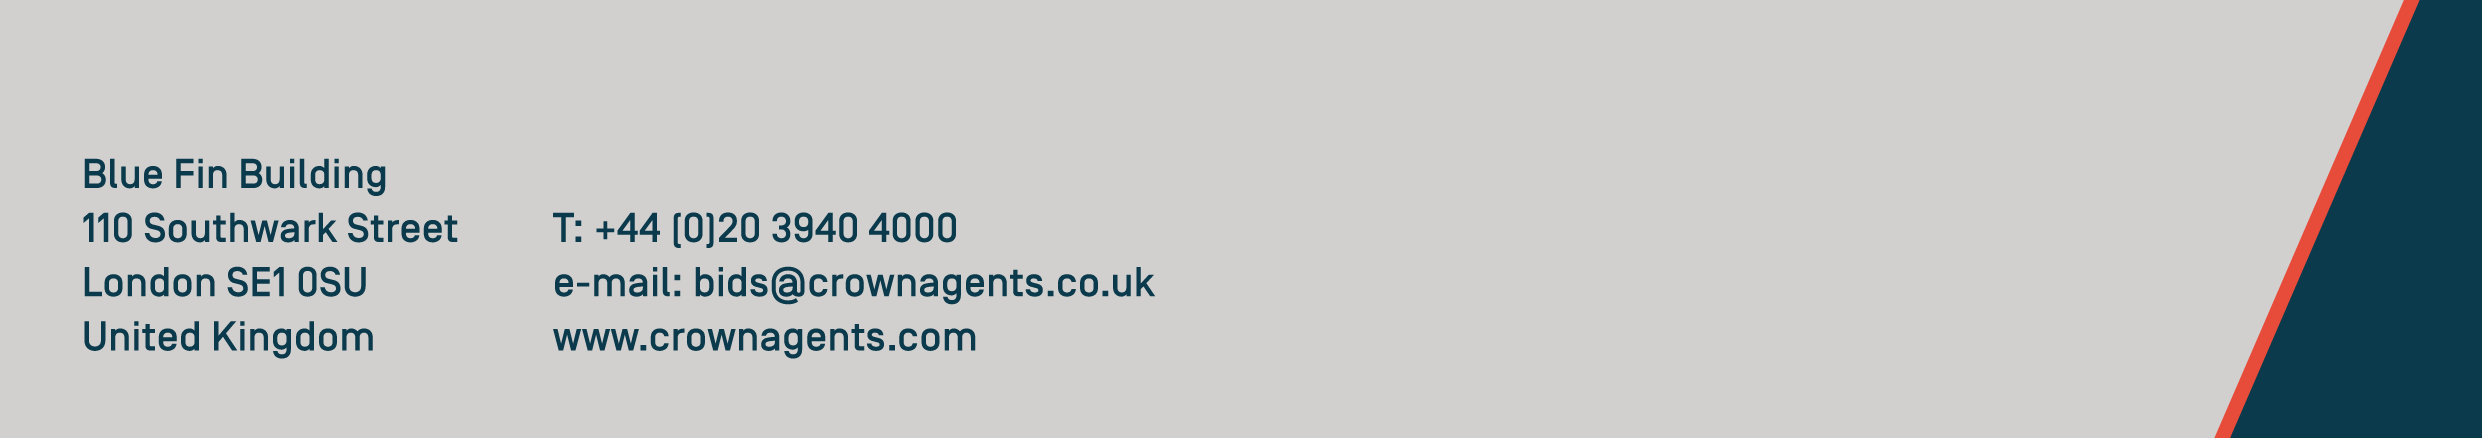 Blue Fin Building
110 Southwark Street
London SE1 0SU
United Kingdom
T: +44 (0)20 3940 4000
e-mail: bids@crownagents.co.uk
www.crownagents.com